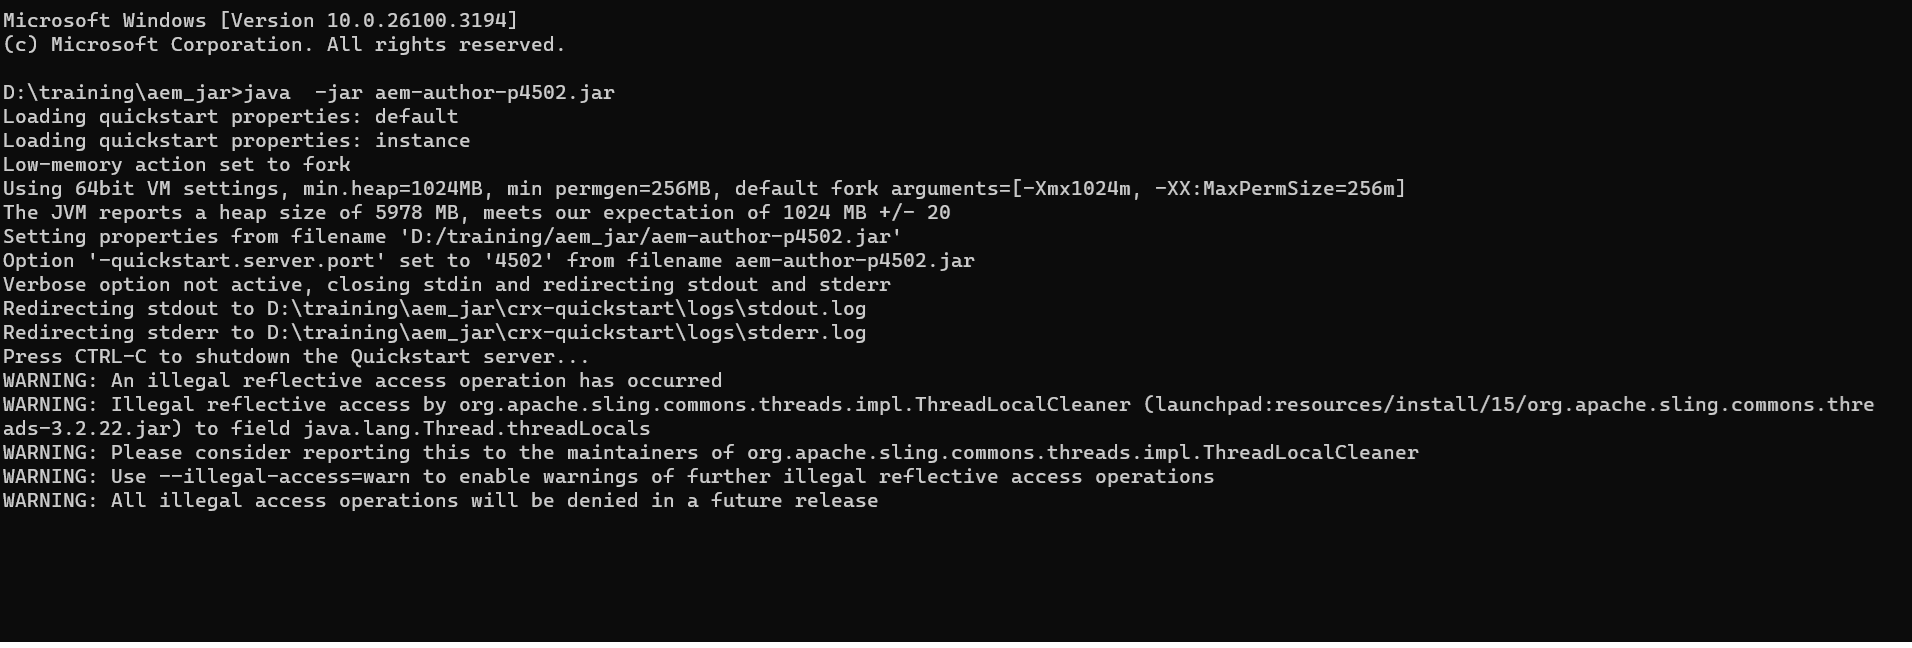 Microsoft Windows [Version 10.0.26100.3194]
(c) Microsoft Corporation. All rights reserved.
D:\training\aem_jar>java  -jar aem-author-p4502.jar
Loading quickstart properties: default
Loading quickstart properties: instance
Low-memory action set to fork
Using 64bit VM settings, min.heap=1024MB, min permgen=256MB, default fork arguments=[-Xmx1024m, -XX:MaxPermSize=256m]
The JVM reports a heap size of 5978 MB, meets our expectation of 1024 MB +/- 20
Setting properties from filename 'D:/training/aem_jar/aem-author-p4502.jar'
Option '-quickstart.server.port' set to '4502' from filename aem-author-p4502.jar
Verbose option not active, closing stdin and redirecting stdout and stderr
Redirecting stdout to D:\training\aem_jar\crx-quickstart\logs\stdout.log
Redirecting stderr to D:\training\aem_jar\crx-quickstart\logs\stderr.log
Press CTRL-C to shutdown the Quickstart server...
WARNING: An illegal reflective access operation has occurred
WARNING: Illegal reflective access by org.apache.sling.commons.threads.impl.ThreadLocalCleaner (launchpad:resources/install/15/org.apache.sling.commons.thre
ads-3.2.22.jar) to field java.lang.Thread.threadLocals
WARNING: Please consider reporting this to the maintainers of org.apache.sling.commons.threads.impl.ThreadLocalCleaner
WARNING: Use --illegal-access=warn to enable warnings of further illegal reflective access operations
WARNING: All illegal access operations will be denied in a future release